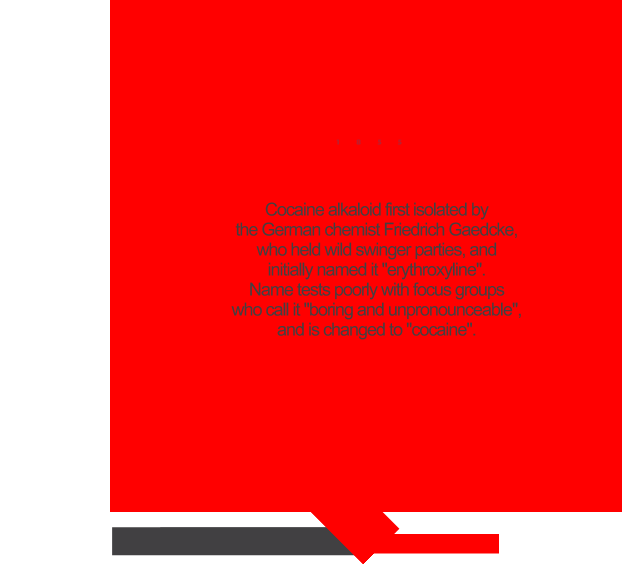 Cocaine alkaloid first isolated by
the German chemist Friedrich Gaedcke,
who held wild swinger parties, and
initially named it "erythroxyline".
Name tests poorly with focus groups
who call it "boring and unpronounceable",
and is changed to "cocaine".